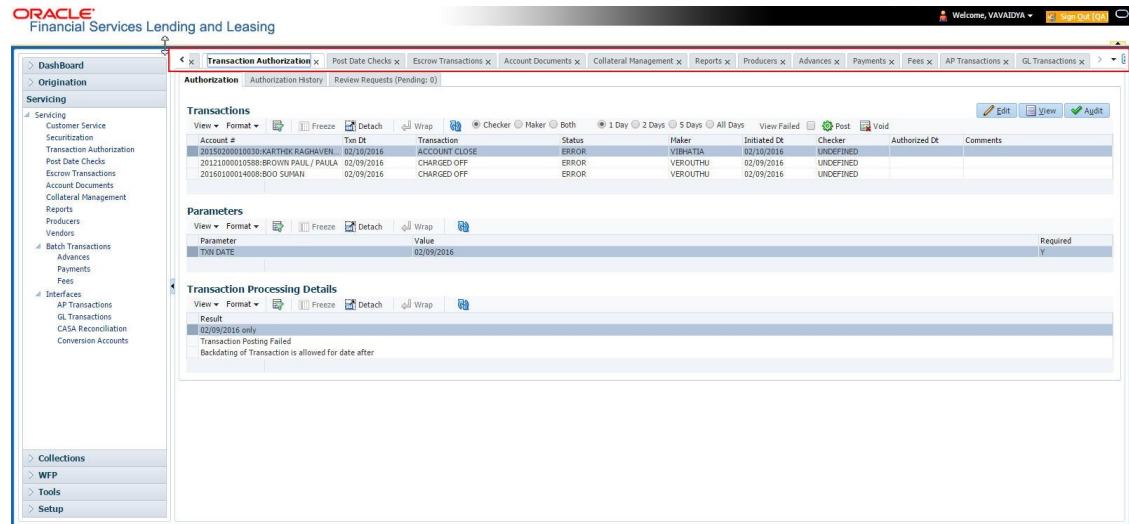 ORACLE
Financial Services Lending and Leasing
Welcome, VAVAIDYA
Sign Out [QA]
DashBoard
Origination
Servicing
Servicing
Customer Service
Securitization
Transaction Authorization
Post Date Checks
Escrow Transactions
Account Documents
Collateral Management
Reports
Producers
Vendors
Batch Transactions
Advances
Payments
Fees
Interfaces
AP Transactions
GL Transactions
CASA Reconciliation
Conversion Accounts
Collections
WFP
Tools
Setup
x Transaction Authorization x Post Date Checks x Escrow Transactions x Account Documents x Collateral Management x Reports x Producers x Advances x Payments x Fees x AP Transactions x GL Transactions x
Authorization Authorization History Review Requests (Pending: 0)
Transactions
Edit View Audit
View Format Freeze Detach Wrap Checker Maker Both 1 Day 2 Days 5 Days All Days View Failed Post Void
Account # Txn Dt Transaction Status Maker Initiated Dt Checker Authorized Dt Comments
20150200010030:KARTHIK RAGHAVEN... 02/10/2016 ACCOUNT CLOSE ERROR VIBHATIA 02/10/2016 UNDEFINED
20121000010588:BROWN PAUL / PAULA 02/09/2016 CHARGED OFF ERROR VEROUTHU 02/09/2016 UNDEFINED
20160100014008:BOO SUMAN 02/09/2016 CHARGED OFF ERROR VEROUTHU 02/09/2016 UNDEFINED
Parameters
View Format Freeze Detach Wrap
Parameter Value Required
TXN DATE 02/09/2016 Y
Transaction Processing Details
View Format Freeze Detach Wrap
Result
02/09/2016 only
Transaction Posting Failed
Backdating of Transaction is allowed for date after